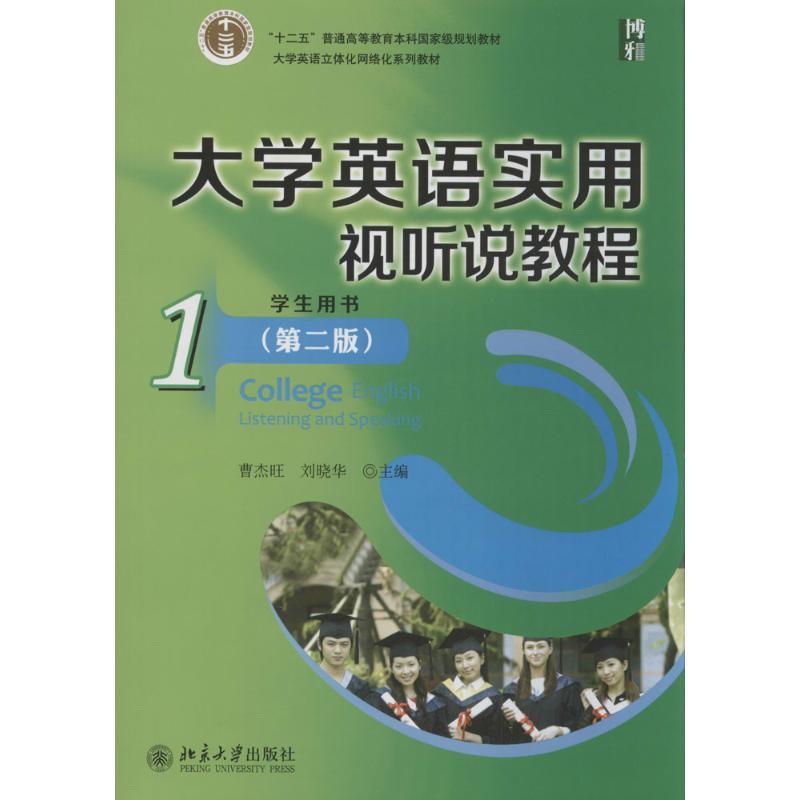 十二五
“十二五”普通高等教育本科国家级规划教材
大学英语立体化网络化系列教材
博雅
大学英语实用
视听说教程
1
学生用书
（第二版）
College English
Listening and Speaking
曹杰旺 刘晓华 ◎主编
北京大学出版社
PEKING UNIVERSITY PRESS